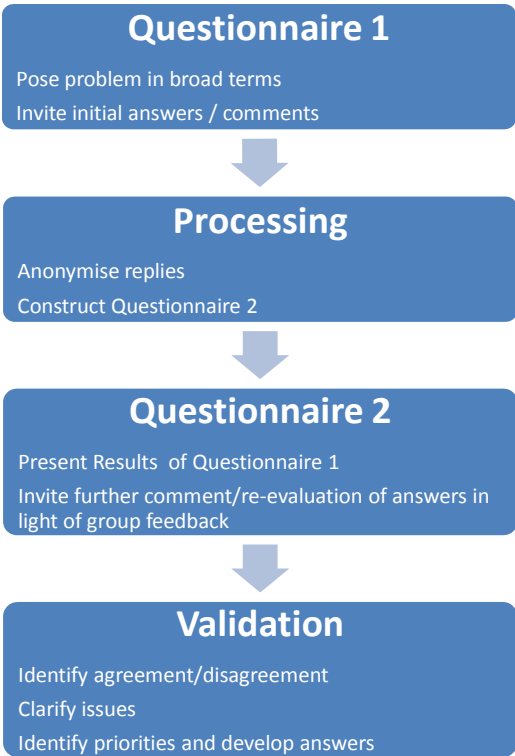 Questionnaire 1
Pose problem in broad terms
Invite initial answers / comments
Processing
Anonymise replies
Construct Questionnaire 2
Questionnaire 2
Present Results of Questionnaire 1
Invite further comment/re-evaluation of answers in
light of group feedback
Validation
Identify agreement/disagreement
Clarify issues
Identify priorities and develop answers